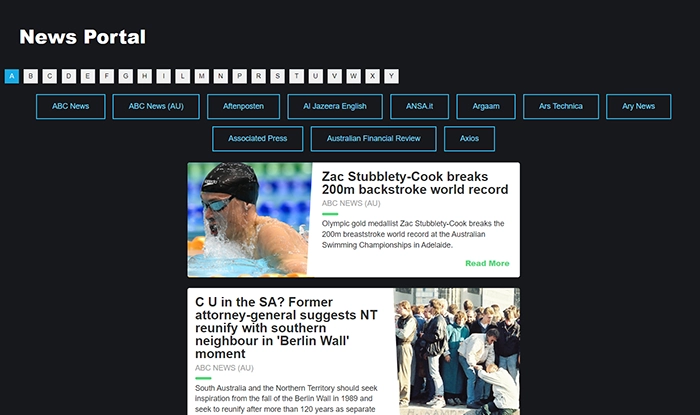 News Portal
A B C D E F G H I L M N P R S T U V W X Y
ABC News ABC News (AU) Aftenposten Al Jazeera English ANSA.it Argaam Ars Technica Ary News
Associated Press Australian Financial Review Axios
Zac Stubblety-Cook breaks
200m backstroke world record
ABC NEWS (AU)
Olympic gold medallist Zac Stubblety-Cook breaks the
200m breaststroke world record at the Australian
Swimming Championships in Adelaide.
Read More
C U in the SA? Former
attorney-general suggests NT
reunify with southern
neighbour in 'Berlin Wall'
moment
ABC NEWS (AU)
South Australia and the Northern Territory should seek
inspiration from the fall of the Berlin Wall in 1989 and
seek to reunify after more than 120 years as separate